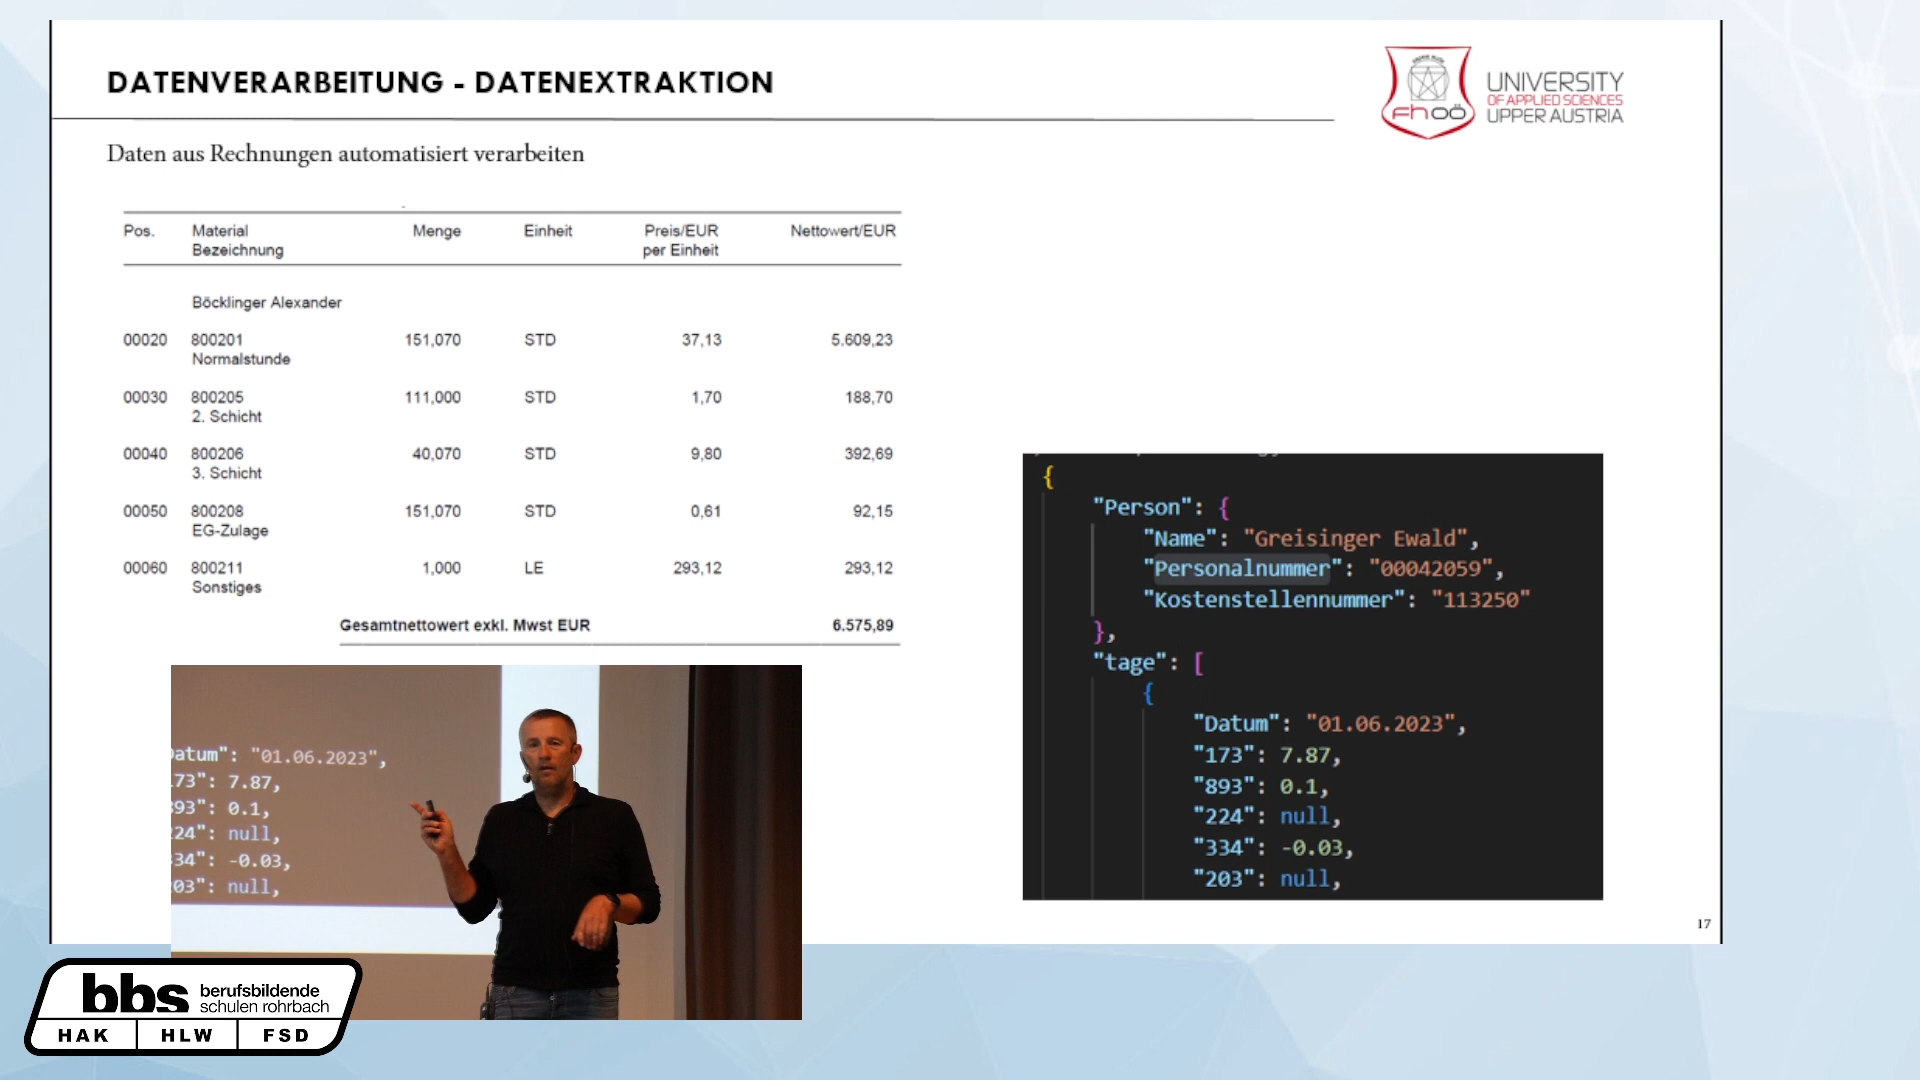 DATENVERARBEITUNG - DATENEXTRAKTION
UNIVERSITY
OF APPLIED SCIENCES
UPPER AUSTRIA
fh oö
Daten aus Rechnungen automatisiert verarbeiten
Pos. Material Menge Einheit Preis/EUR Nettowert/EUR
Bezeichnung per Einheit
Böcklinger Alexander
00020 800201 151,070 STD 37,13 5.609,23
Normalstunde
00030 800205 111,000 STD 1,70 188,70
2. Schicht
00040 800206 40,070 STD 9,80 392,69
3. Schicht
00050 800208 151,070 STD 0,61 92,15
EG-Zulage
00060 800211 1,000 LE 293,12 293,12
Sonstiges
Gesamtnettowert exkl. Mwst EUR 6.575,89
{
"Person": {
"Name": "Greisinger Ewald",
"Personalnummer": "00042059",
"Kostenstellennummer": "113250"
},
"tage": [
{
"Datum": "01.06.2023",
"173": 7.87,
"893": 0.1,
"224": null,
"334": -0.03,
"203": null,
atum": "01.06.2023",
73": 7.87,
93": 0.1,
24": null,
34": -0.03,
03": null,
17
bbs berufsbildende
schulen rohrbach
HAK HLW FSD